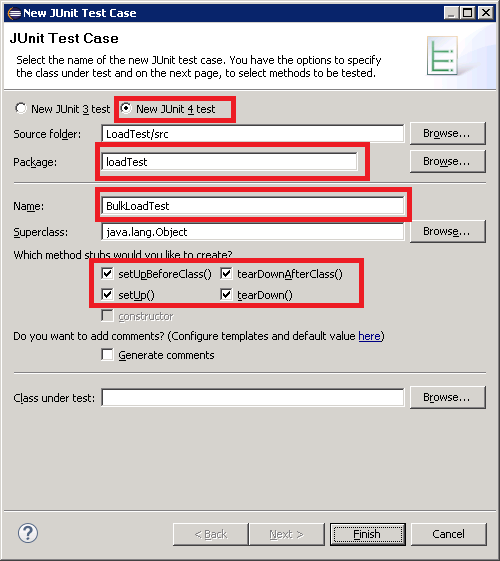 New JUnit Test Case
JUnit Test Case
Select the name of the new JUnit test case. You have the options to specify
the class under test and on the next page, to select methods to be tested.
New JUnit 3 test New JUnit 4 test
Source folder: LoadTest/src Browse...
Package: loadTest Browse...
Name: BulkLoadTest
Superclass: java.lang.Object Browse...
Which method stubs would you like to create?
setUpBeforeClass() tearDownAfterClass()
setUp() tearDown()
constructor
Do you want to add comments? (Configure templates and default value here)
Generate comments
Class under test: Browse...
? < Back Next > Finish Cancel